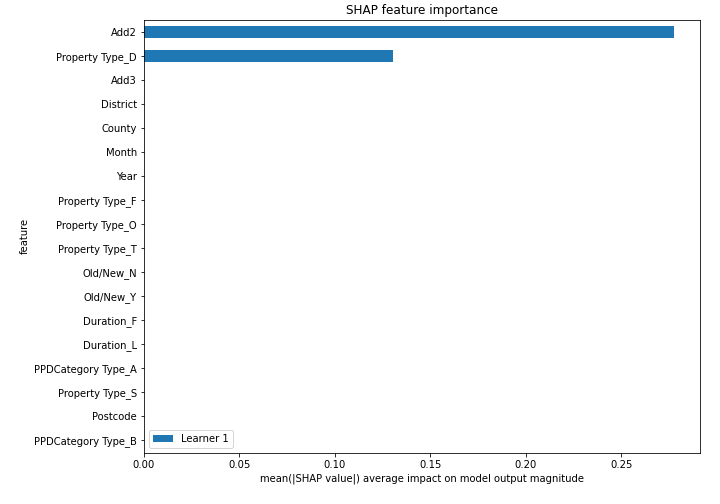 SHAP feature importance
Add2
Property Type_D
Add3
District
County
Month
Year
Property Type_F
Property Type_O
Property Type_T
Old/New_N
Old/New_Y
Duration_F
Duration_L
PPDCategory Type_A
Property Type_S
Postcode
PPDCategory Type_B
feature
Learner 1
0.00 0.05 0.10 0.15 0.20 0.25
mean(|SHAP value|) average impact on model output magnitude